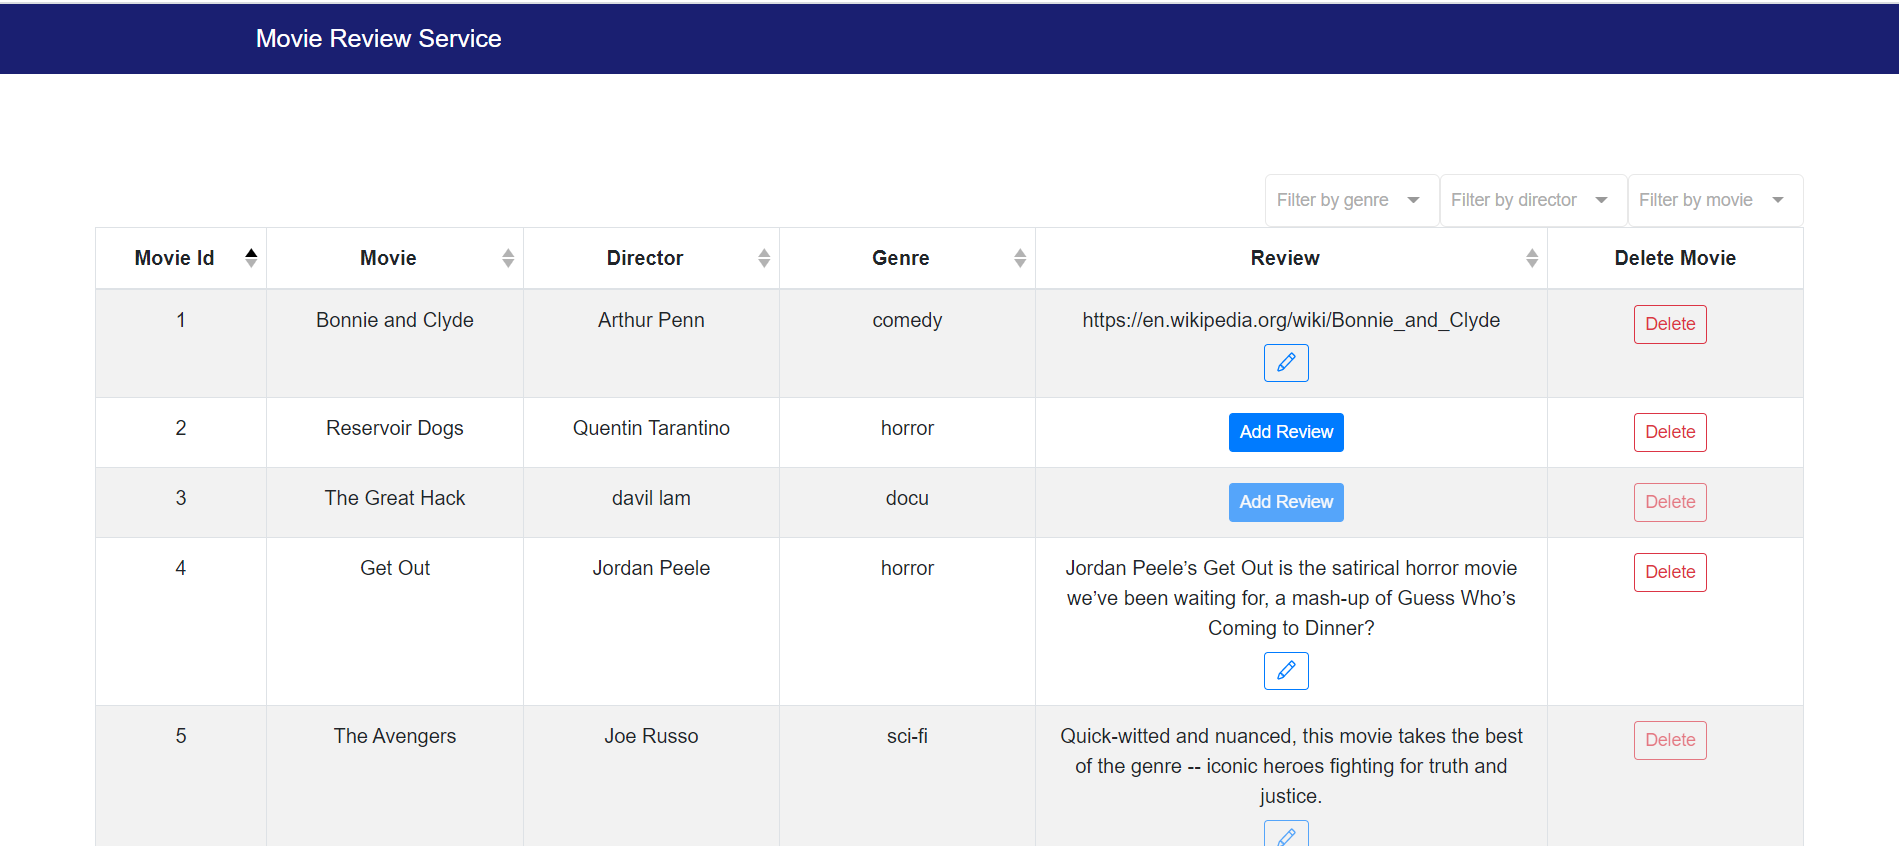 Movie Review Service
Filter by genre Filter by director Filter by movie
Movie Id Movie Director Genre Review Delete Movie
1 Bonnie and Clyde Arthur Penn comedy https://en.wikipedia.org/wiki/Bonnie_and_Clyde Delete
2 Reservoir Dogs Quentin Tarantino horror Add Review Delete
3 The Great Hack davil lam docu Add Review Delete
4 Get Out Jordan Peele horror Jordan Peele’s Get Out is the satirical horror movie Delete
we’ve been waiting for, a mash-up of Guess Who’s
Coming to Dinner?
5 The Avengers Joe Russo sci-fi Quick-witted and nuanced, this movie takes the best Delete
of the genre -- iconic heroes fighting for truth and
justice.